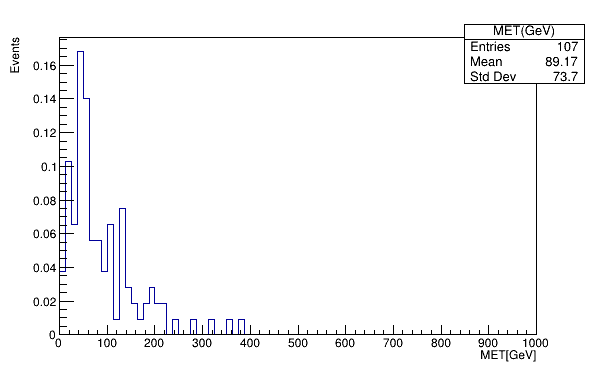 MET(GeV)
Entries 107
Mean 89.17
Std Dev 73.7
Events
0.16
0.14
0.12
0.1
0.08
0.06
0.04
0.02
0
0 100 200 300 400 500 600 700 800 900 1000
MET[GeV]